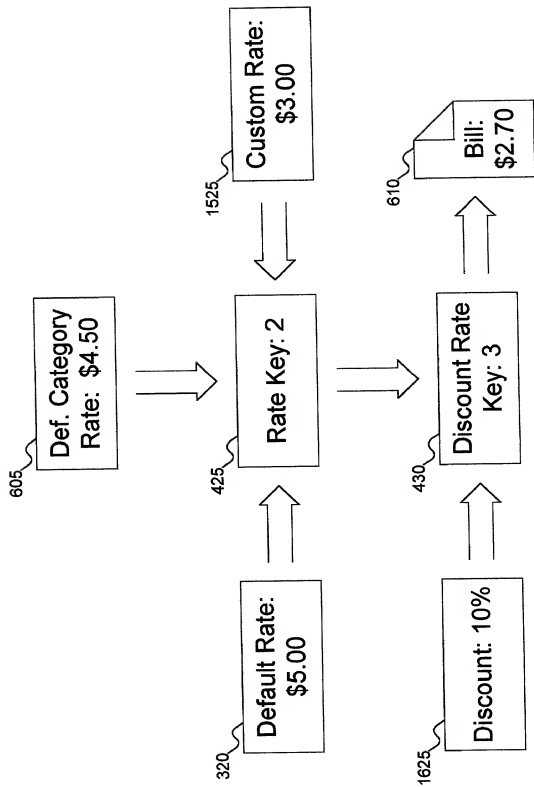 605
Def. Category
Rate: $4.50
320
Default Rate:
$5.00
425
Rate Key: 2
1525
Custom Rate:
$3.00
1625
Discount: 10%
430
Discount Rate
Key: 3
610
Bill:
$2.70